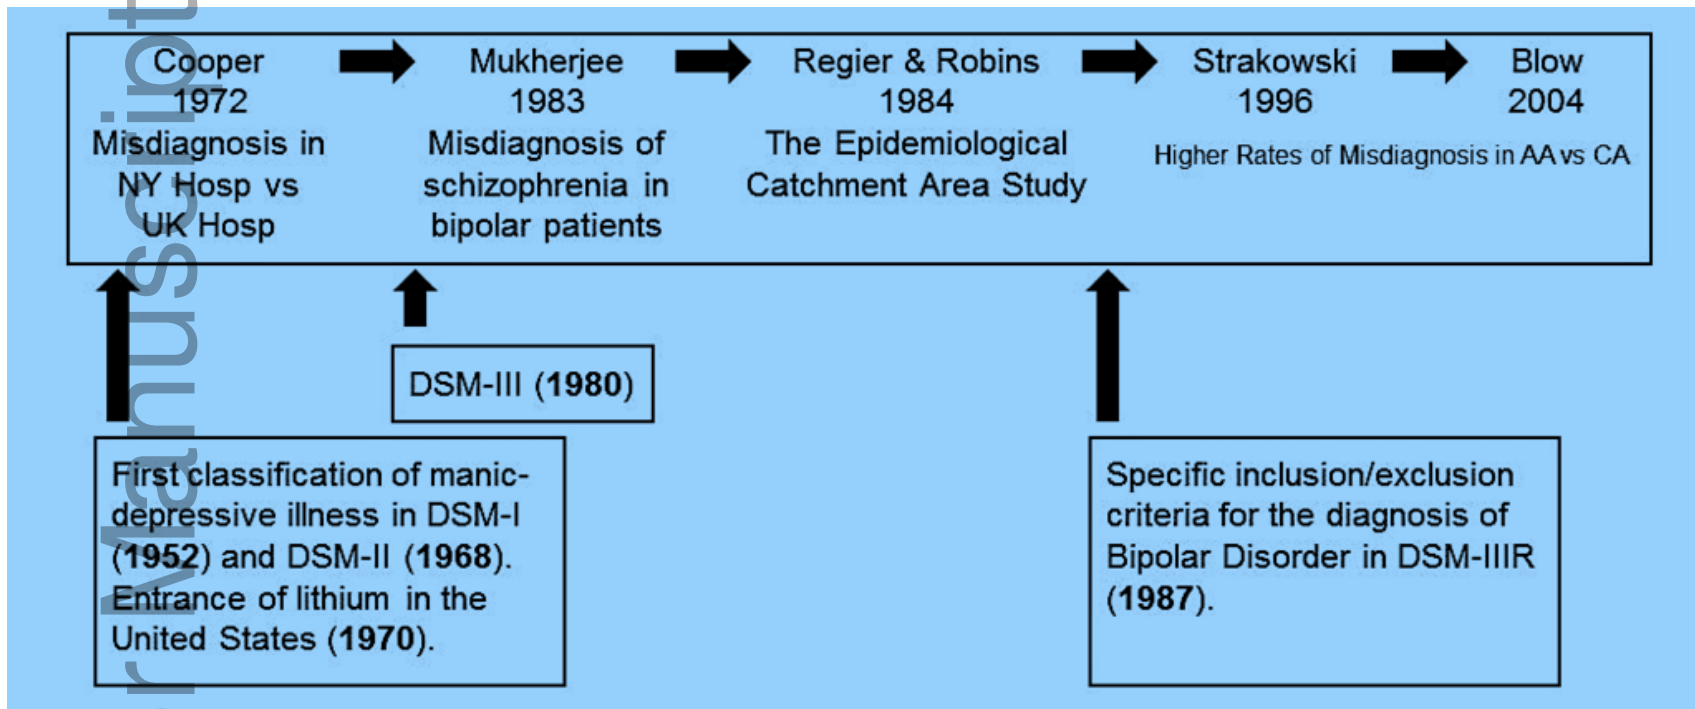 Cooper
1972
Misdiagnosis in
NY Hosp vs
UK Hosp
Mukherjee
1983
Misdiagnosis of
schizophrenia in
bipolar patients
Regier & Robins
1984
The Epidemiological
Catchment Area Study
Strakowski
1996
Blow
2004
Higher Rates of Misdiagnosis in AA vs CA
DSM-III (1980)
First classification of manic-
depressive illness in DSM-I
(1952) and DSM-II (1968).
Entrance of lithium in the
United States (1970).
Specific inclusion/exclusion
criteria for the diagnosis of
Bipolar Disorder in DSM-IIIR
(1987).
r Manuscript